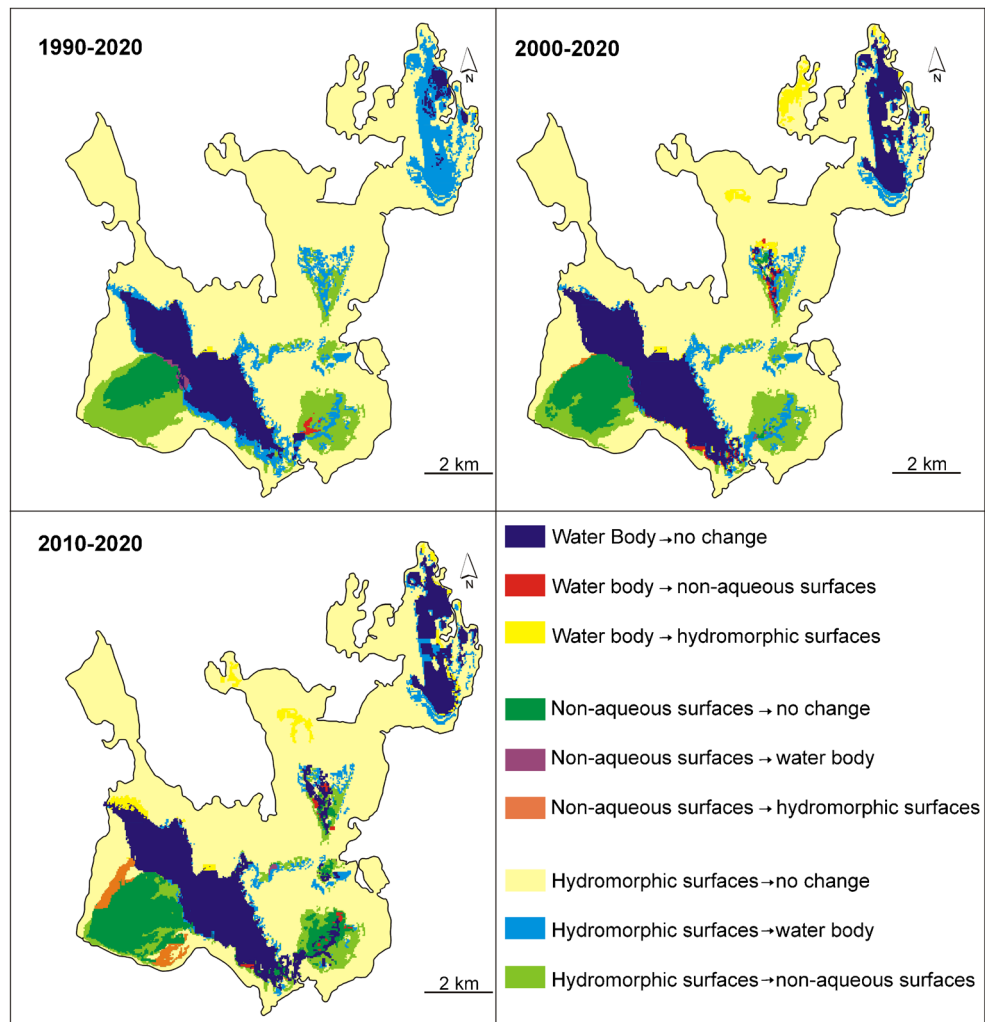 1990-2020
N
2 km
2000-2020
N
2 km
2010-2020
N
2 km
Water Body→no change
Water body→non-aqueous surfaces
Water body→hydromorphic surfaces
Non-aqueous surfaces→no change
Non-aqueous surfaces→water body
Non-aqueous surfaces→hydromorphic surfaces
Hydromorphic surfaces→no change
Hydromorphic surfaces→water body
Hydromorphic surfaces→non-aqueous surfaces